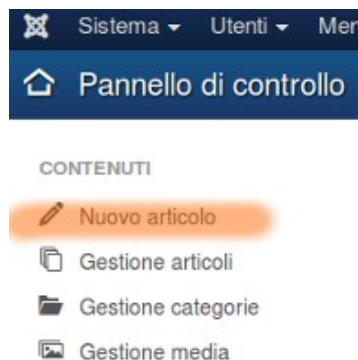 Sistema Utenti
Pannello di controllo
CONTENUTI
Nuovo articolo
Gestione articoli
Gestione categorie
Gestione media